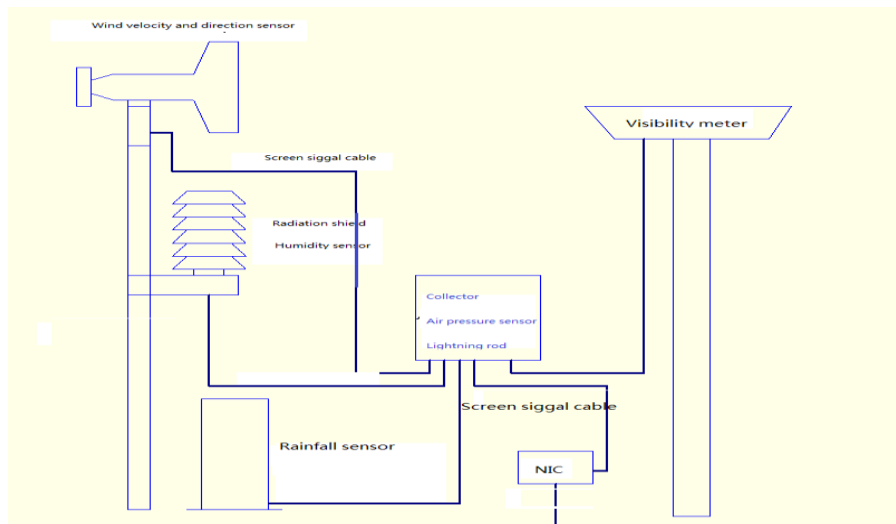 Wind velocity and direction sensor
Visibility meter
Screen siggal cable
Radiation shield
Humidity sensor
Collector
Air pressure sensor
Lightning rod
Screen siggal cable
Rainfall sensor
NIC